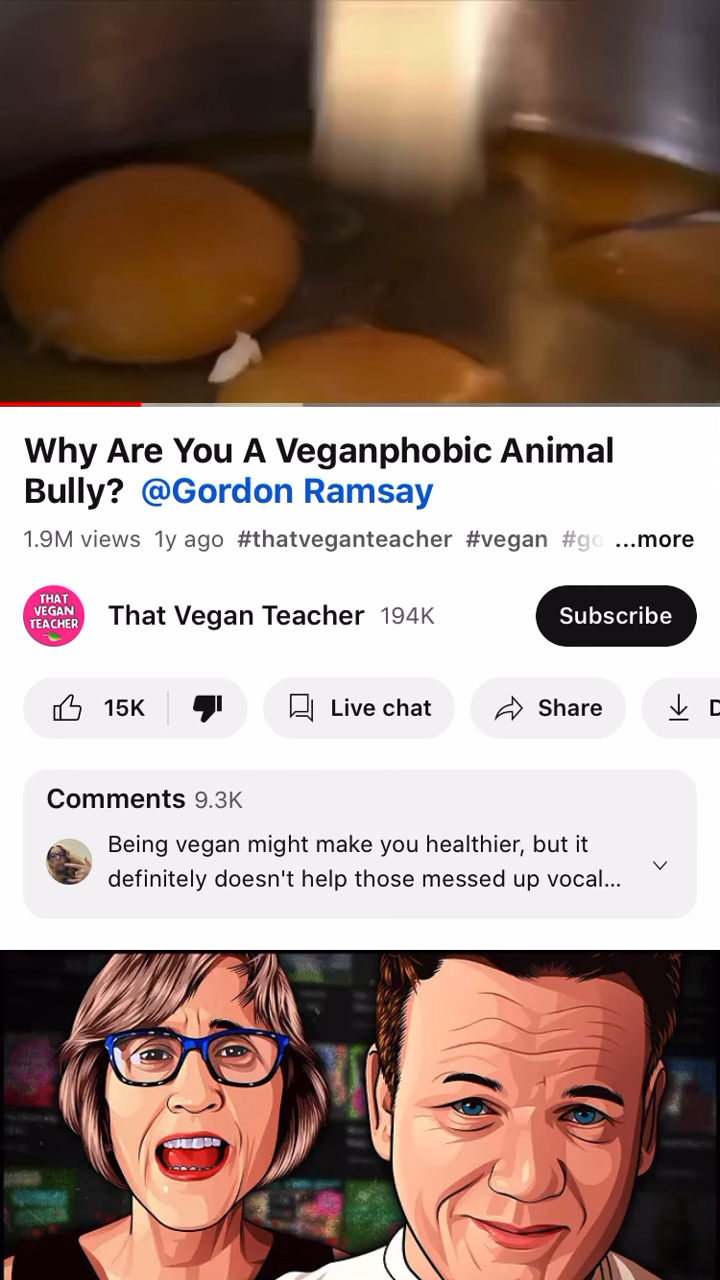 Why Are You A Veganphobic Animal
Bully? @Gordon Ramsay
1.9M views 1y ago #thatveganteacher #vegan #go ...more
THAT
VEGAN
TEACHER
That Vegan Teacher 194K
Subscribe
15K
Live chat
Share
D
Comments 9.3K
Being vegan might make you healthier, but it
definitely doesn't help those messed up vocal...